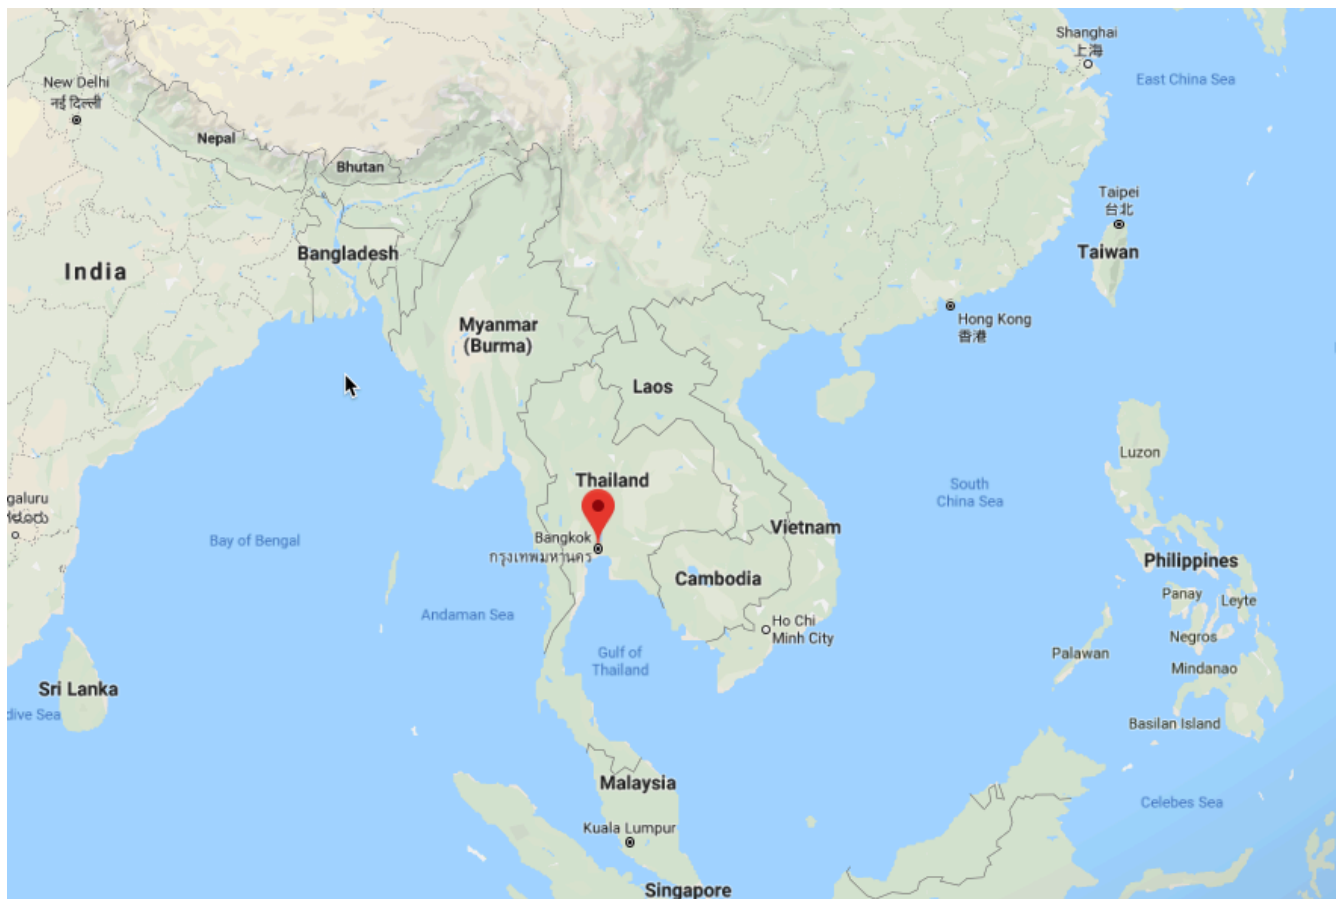 Shanghai
上海
East China Sea
New Delhi
नई दिल्ली
Nepal
Bhutan
Taipei
台北
Taiwan
Bangladesh
India
Hong Kong
香港
Myanmar
(Burma)
Laos
Luzon
Thailand
South
China Sea
galuru
Vietnam
Bangkok
กรุงเทพมหานคร
Bay of Bengal
Philippines
Cambodia
Panay
Leyte
Andaman Sea
Ho Chi
Minh City
Negros
Gulf of
Thailand
Palawan
Mindanao
Sri Lanka
dive Sea
Basilan Island
Malaysia
Celebes Sea
Kuala Lumpur
Singapore